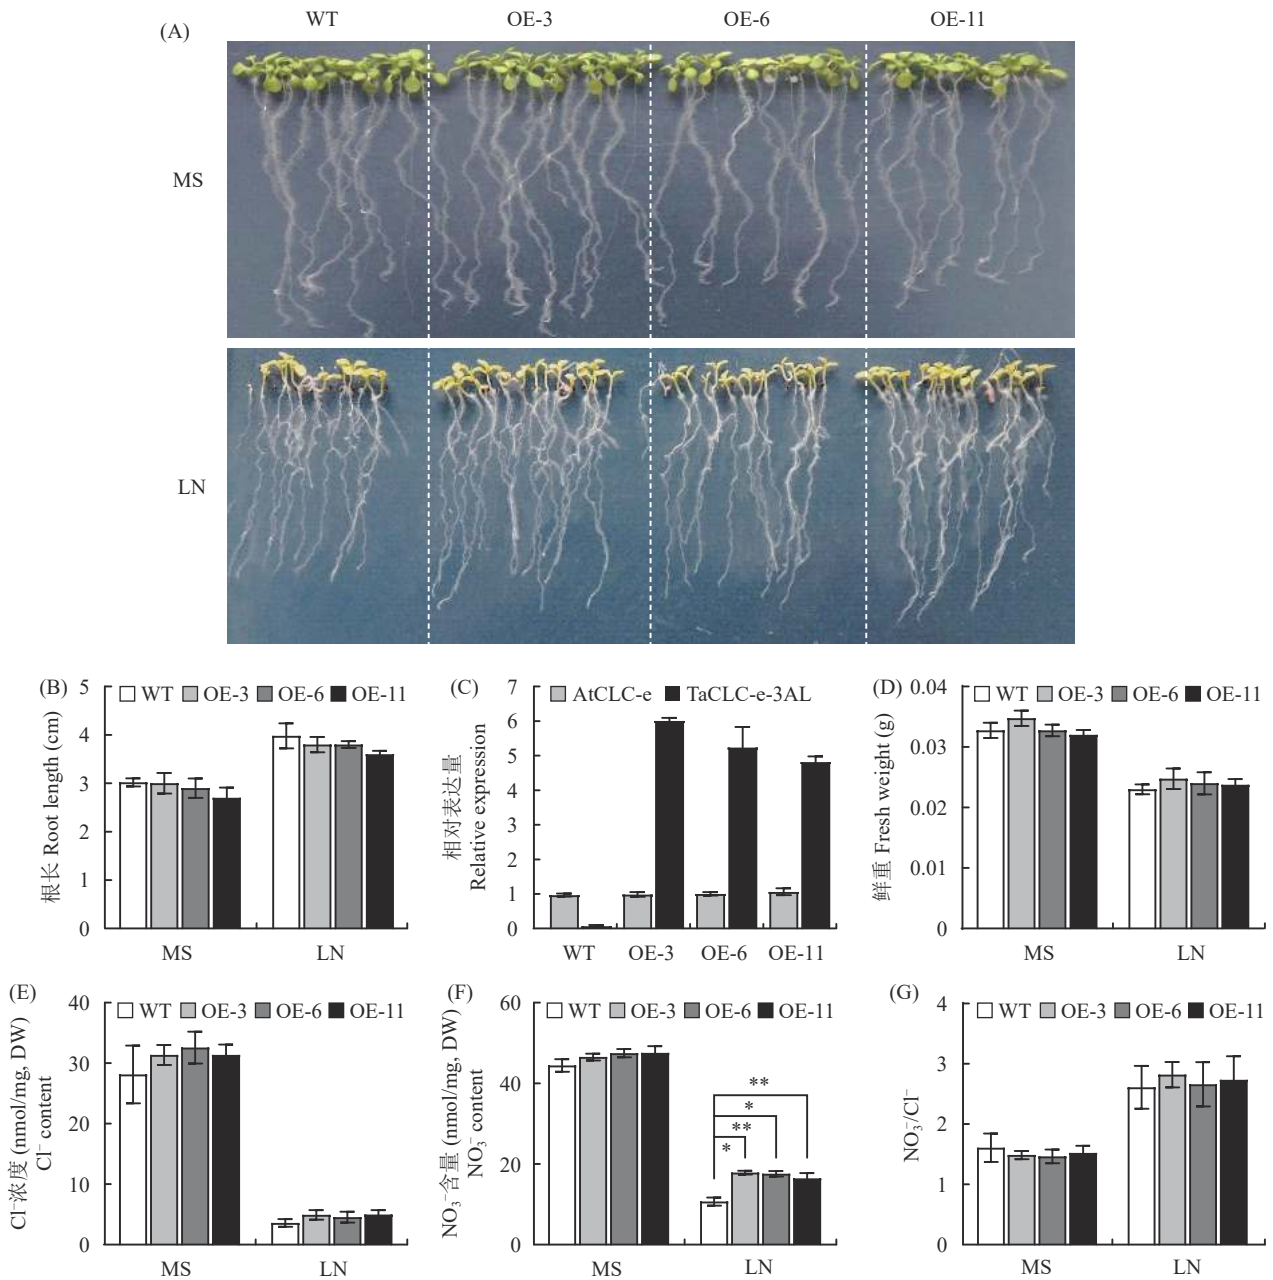 (A)
WT OE-3 OE-6 OE-11
MS
LN
(B)
WT OE-3 OE-6 OE-11
根长 Root length (cm)
5
4
3
2
1
0
MS LN
(C)
AtCLC-e TaCLC-e-3AL
相对表达量
Relative expression
7
6
5
4
3
2
1
0
WT OE-3 OE-6 OE-11
(D)
WT OE-3 OE-6 OE-11
鲜重 Fresh weight (g)
0.04
0.03
0.02
0.01
0
MS LN
(E)
WT OE-3 OE-6 OE-11
Cl⁻浓度 (nmol/mg, DW)
Cl⁻ content
40
30
20
10
0
MS LN
(F)
WT OE-3 OE-6 OE-11
NO₃⁻含量 (nmol/mg, DW)
NO₃⁻ content
60
40
20
0
**
*
**
*
MS LN
(G)
WT OE-3 OE-6 OE-11
NO₃⁻/Cl⁻
4
3
2
1
0
MS LN